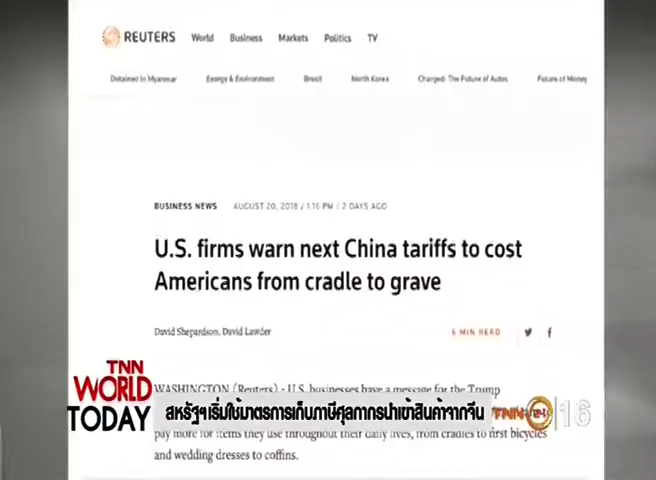 REUTERS World Business Markets Politics TV
Detained in Myanmar Energy & Environment Brexit North Korea Charged: The Future of Autos Future of Money
BUSINESS NEWS AUGUST 20, 2018 / 1:16 PM / 2 DAYS AGO
U.S. firms warn next China tariffs to cost
Americans from cradle to grave
David Shepardson, David Lawder
6 MIN READ
WASHINGTON (Reuters) - U.S. businesses have a message for the Trump
pay more for items they use throughout their daily lives, from cradles to first bicycles
and wedding dresses to coffins.
TNN
WORLD
TODAY
สหรัฐฯเริ่มใช้มาตรการเก็บภาษีศุลกากรนำเข้าสินค้าจากจีน
TNN 24 16